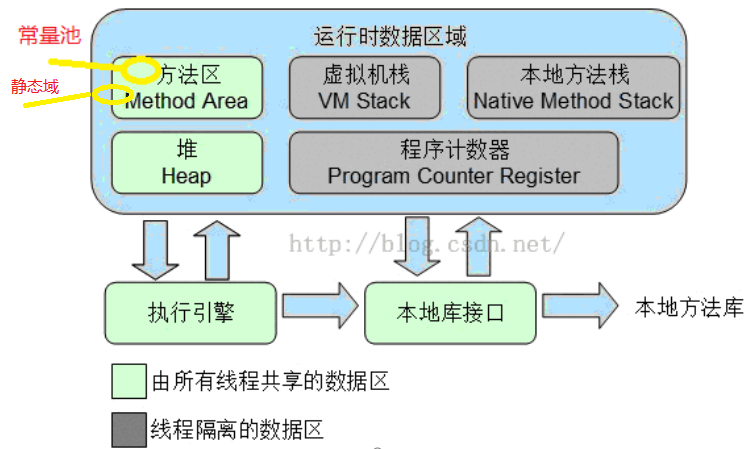 常量池
静态域
运行时数据区域
方法区
Method Area
虚拟机栈
VM Stack
本地方法栈
Native Method Stack
堆
Heap
程序计数器
Program Counter Register
http://blog.csdn.net/
执行引擎
本地库接口
本地方法库
由所有线程共享的数据区
线程隔离的数据区